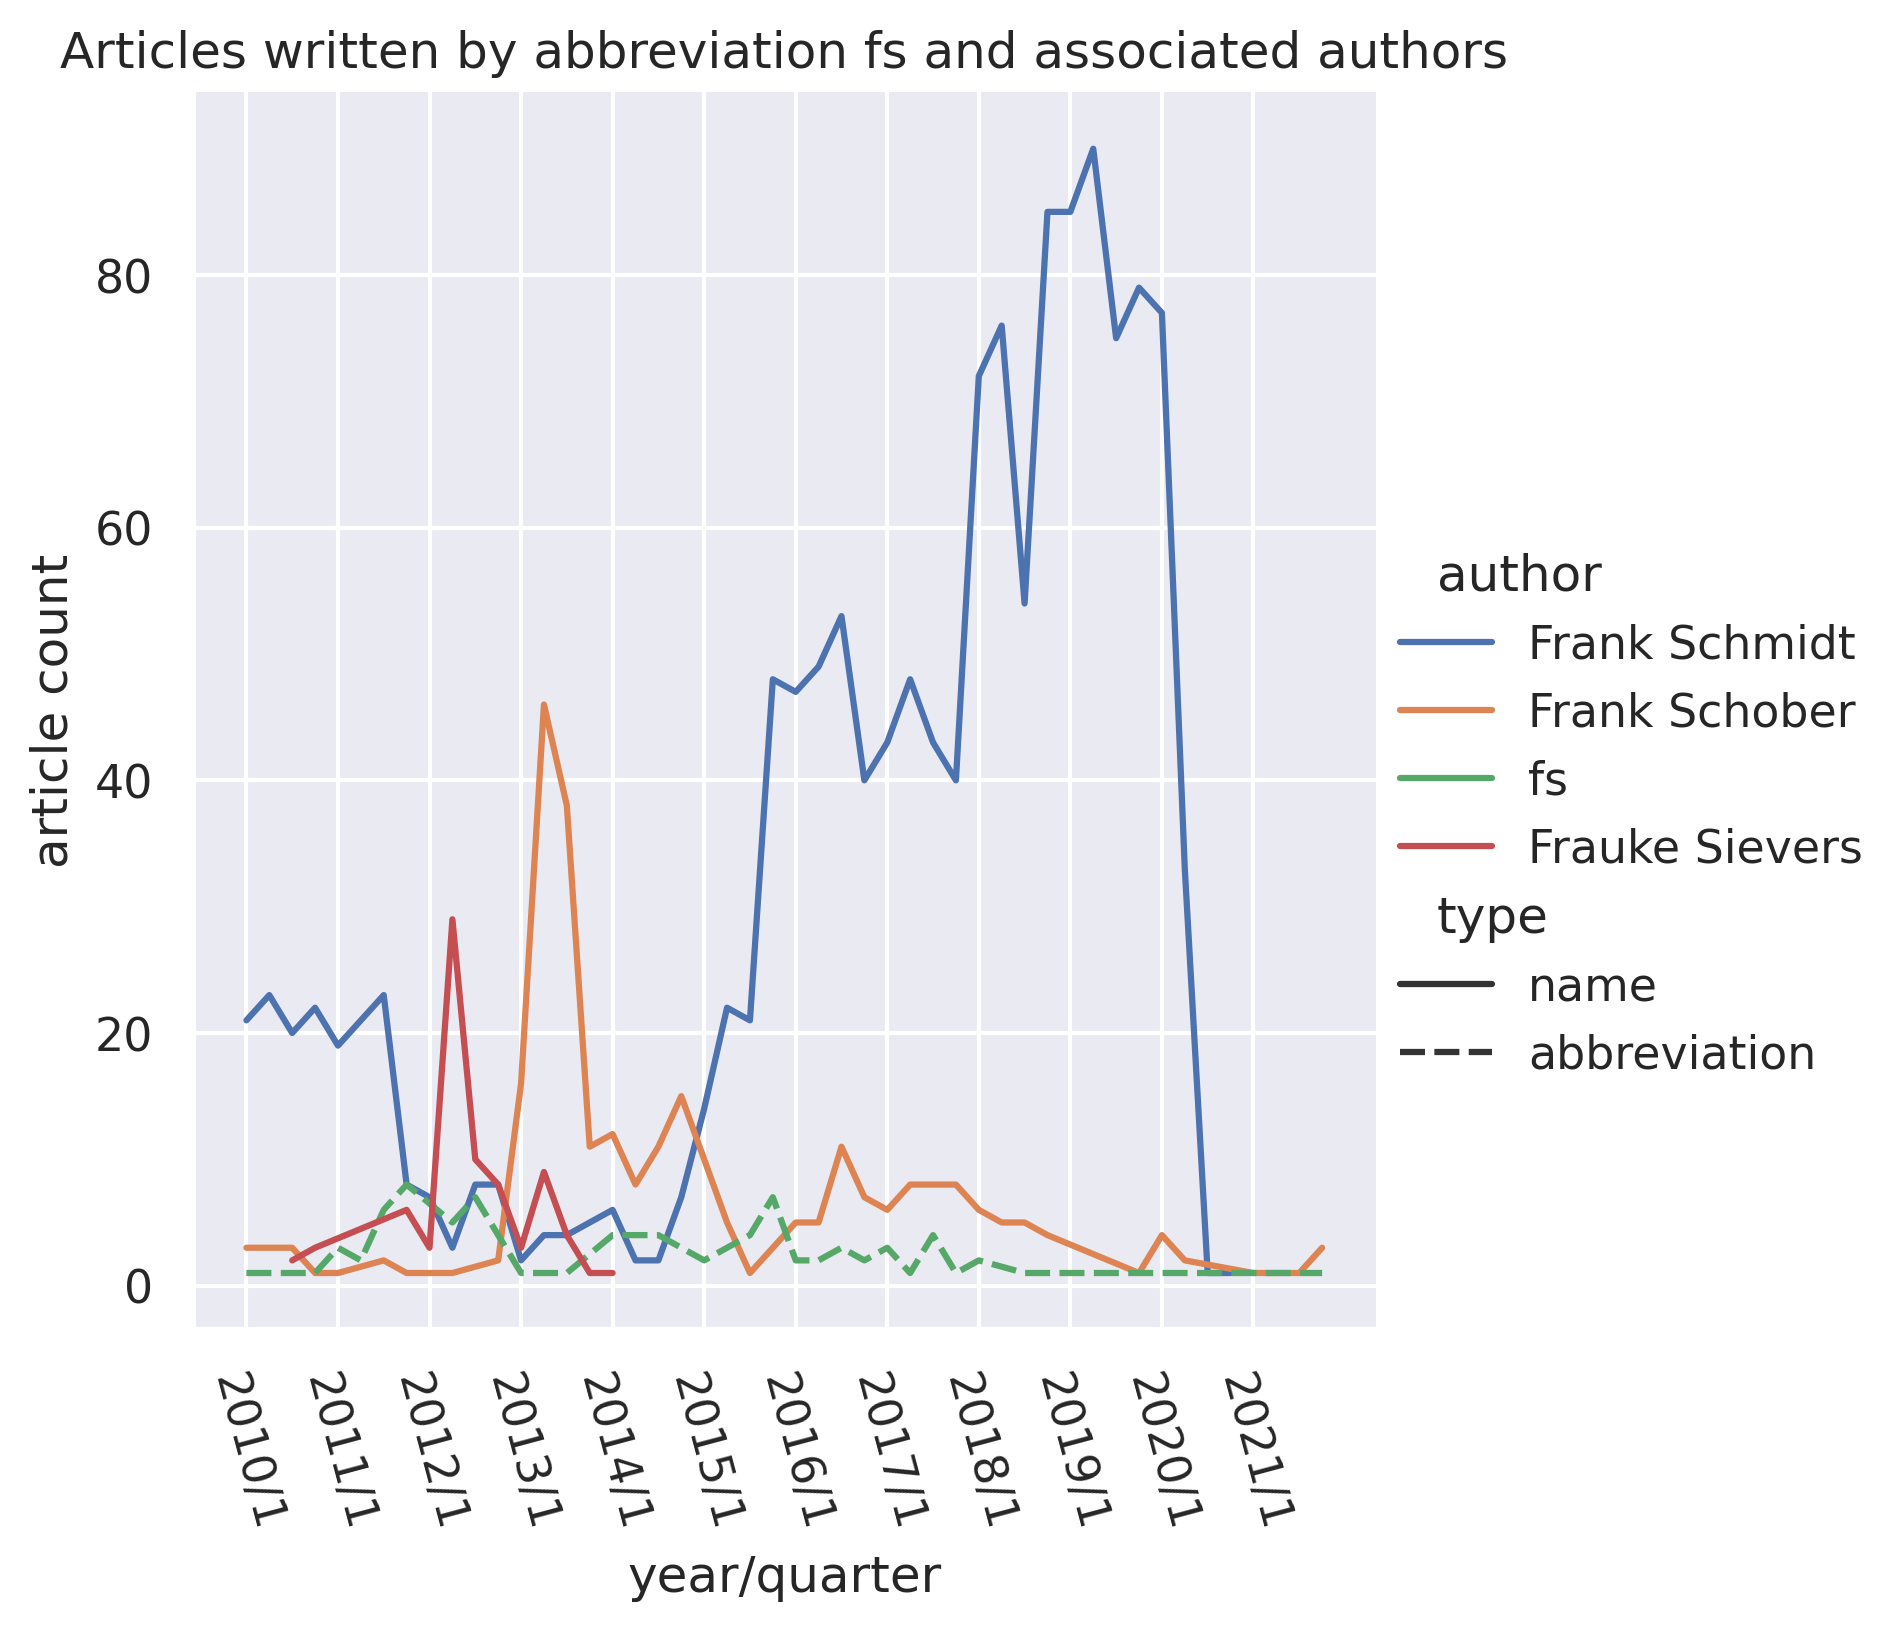 Articles written by abbreviation fs and associated authors
80
60
40
20
0
article count
2010/1
2011/1
2012/1
2013/1
2014/1
2015/1
2016/1
2017/1
2018/1
2019/1
2020/1
2021/1
year/quarter
author
Frank Schmidt
Frank Schober
fs
Frauke Sievers
type
name
abbreviation